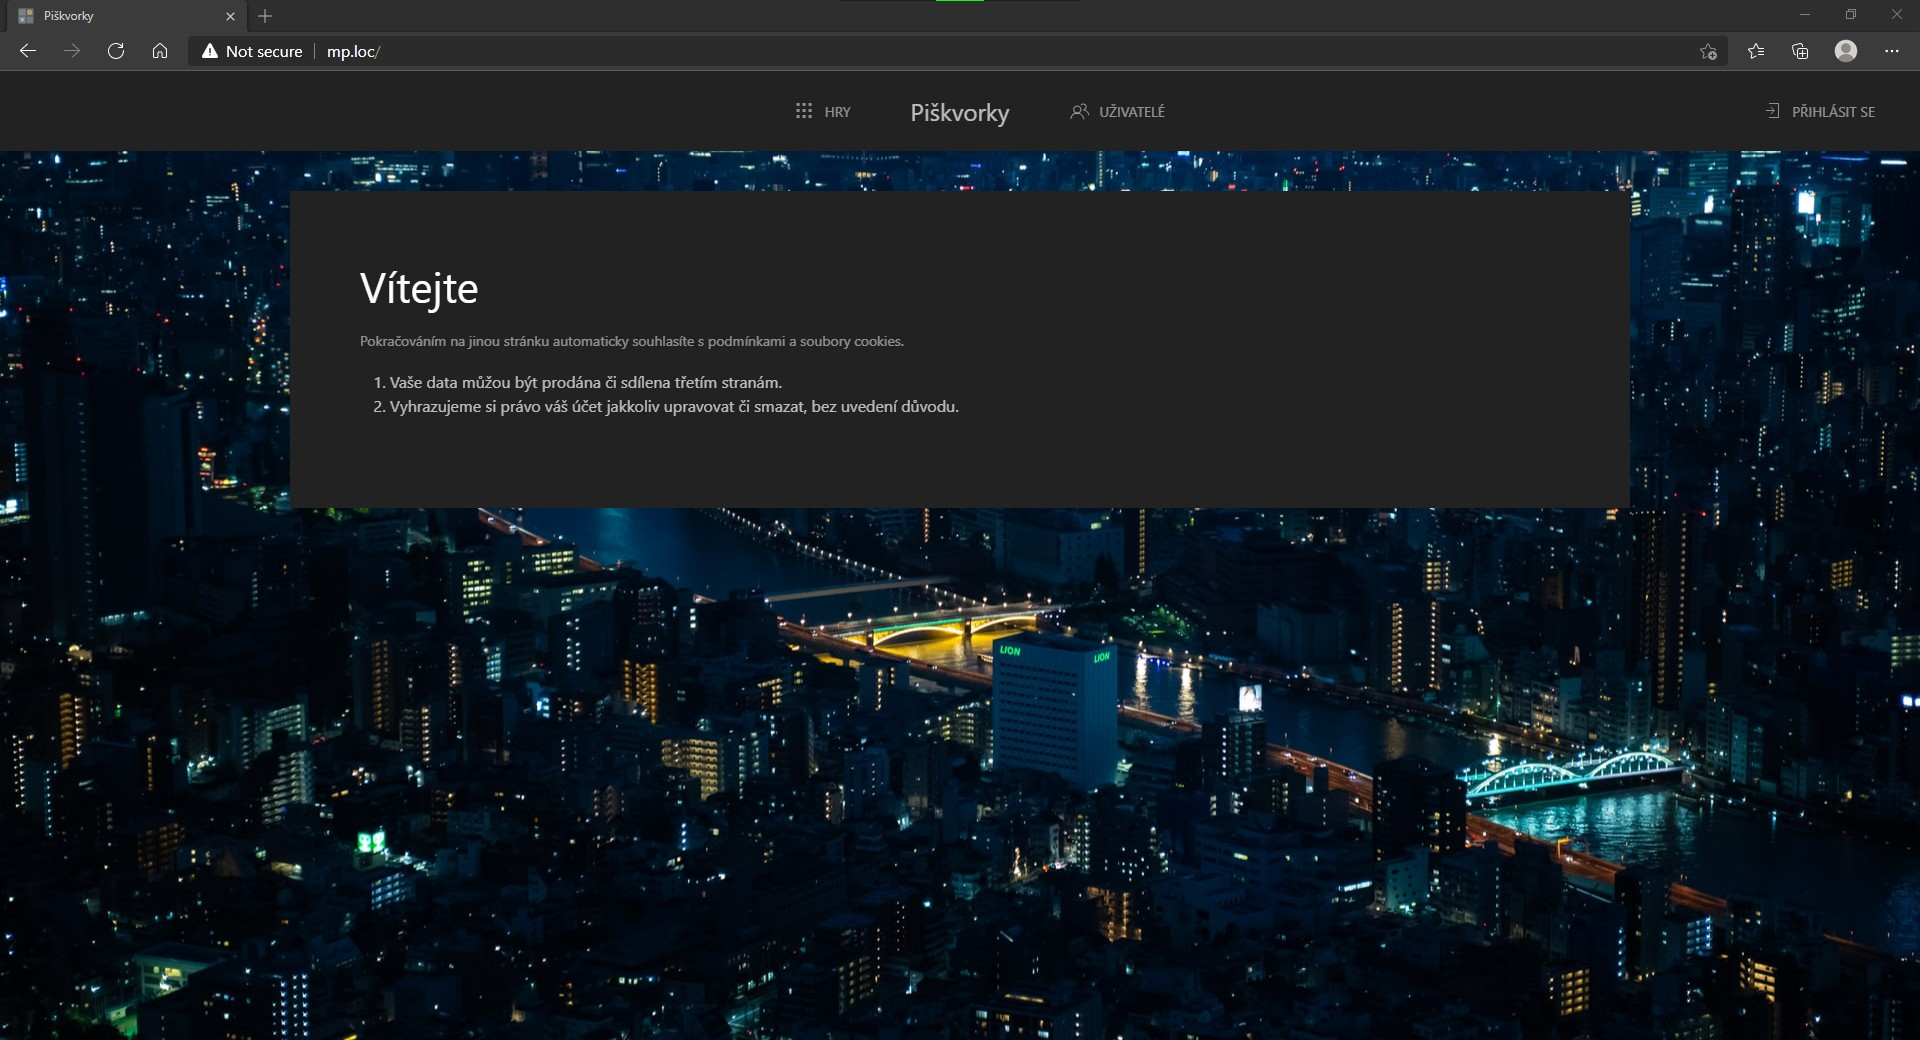 Piškvorky
Not secure
mp.loc/
HRY
Piškvorky
UŽIVATELÉ
PŘIHLÁSIT SE
Vítejte
Pokračováním na jinou stránku automaticky souhlasíte s podmínkami a soubory cookies.
1. Vaše data můžou být prodána či sdílena třetím stranám.
2. Vyhrazujeme si právo váš účet jakkoliv upravovat či smazat, bez uvedení důvodu.
LION
LION